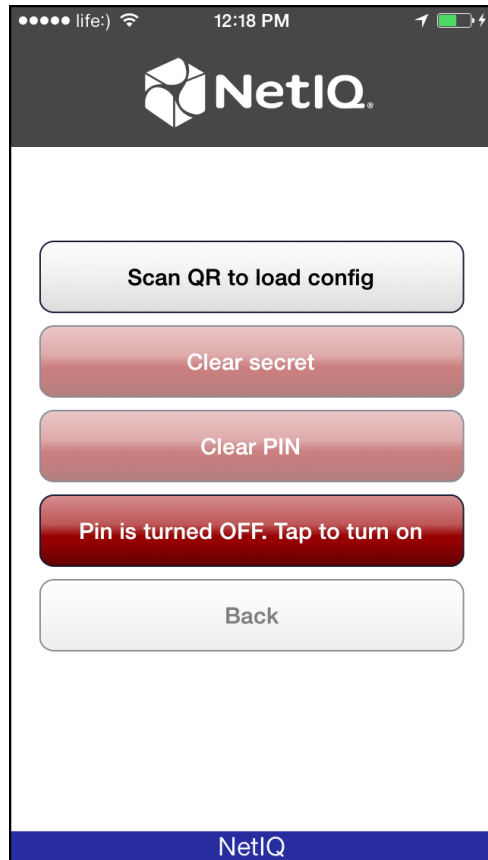 life:) 12:18 PM
NetIQ®
Scan QR to load config
Clear secret
Clear PIN
Pin is turned OFF. Tap to turn on
Back
NetIQ